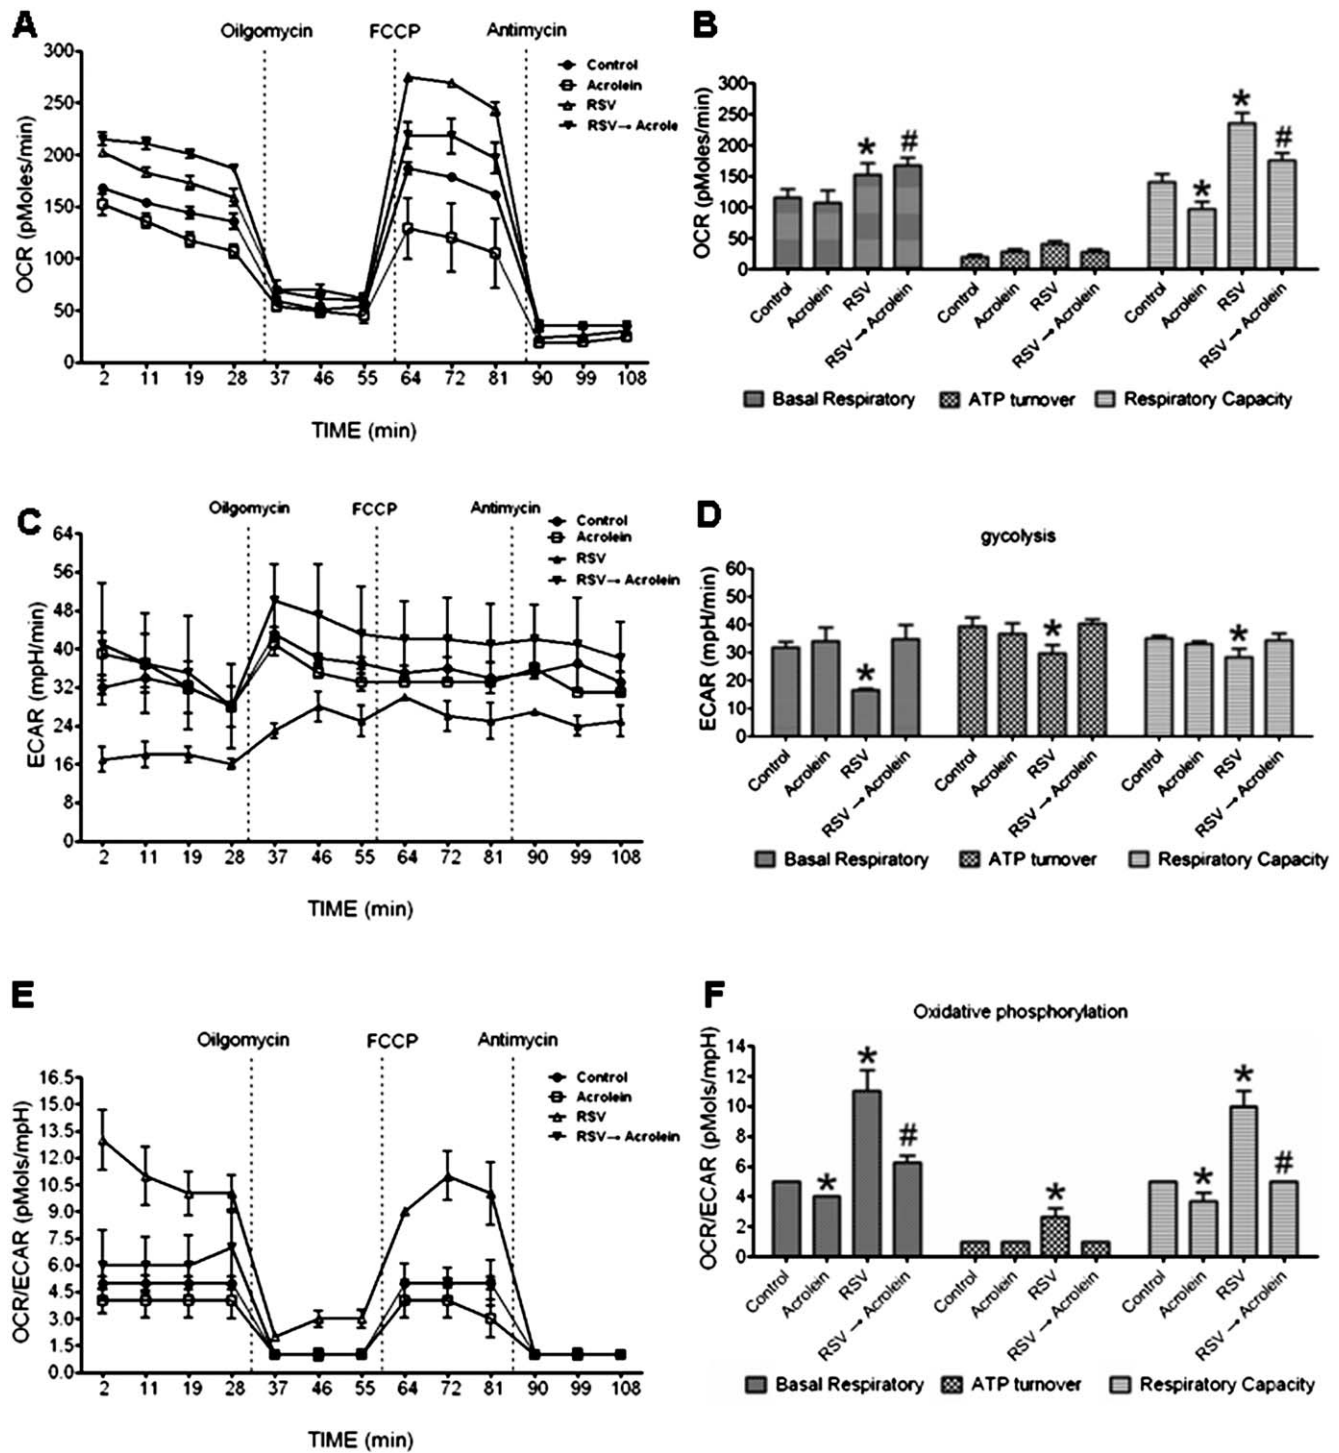 A
Oilgomycin FCCP Antimycin
Control
Acrolein
RSV
RSV→ Acrole
OCR (pMoles/min)
300
250
200
150
100
50
0
2 11 19 28 37 46 55 64 72 81 90 99 108
TIME (min)
B
OCR (pMoles/min)
300
250
200
150
100
50
0
* # * * #
Control Acrolein RSV RSV → Acrolein Control Acrolein RSV RSV → Acrolein Control Acrolein RSV RSV → Acrolein
Basal Respiratory ATP turnover Respiratory Capacity
C
Oilgomycin FCCP Antimycin
Control
Acrolein
RSV
RSV→ Acrolein
ECAR (mpH/min)
64
56
48
40
32
24
16
8
0
2 11 19 28 37 46 55 64 72 81 90 99 108
TIME (min)
D
gycolysis
ECAR (mpH/min)
60
50
40
30
20
10
0
* * *
Control Acrolein RSV RSV → Acrolein Control Acrolein RSV RSV → Acrolein Control Acrolein RSV RSV → Acrolein
Basal Respiratory ATP turnover Respiratory Capacity
E
Oilgomycin FCCP Antimycin
Control
Acrolein
RSV
RSV→ Acrolein
OCR/ECAR (pMols/mpH)
16.5
15.0
13.5
12.0
10.5
9.0
7.5
6.0
4.5
3.0
1.5
0.0
2 11 19 28 37 46 55 64 72 81 90 99 108
TIME (min)
F
Oxidative phosphorylation
OCR/ECAR (pMols/mpH)
14
12
10
8
6
4
2
0
* * # * * * #
Control Acrolein RSV RSV → Acrolein Control Acrolein RSV RSV → Acrolein Control Acrolein RSV RSV → Acrolein
Basal Respiratory ATP turnover Respiratory Capacity